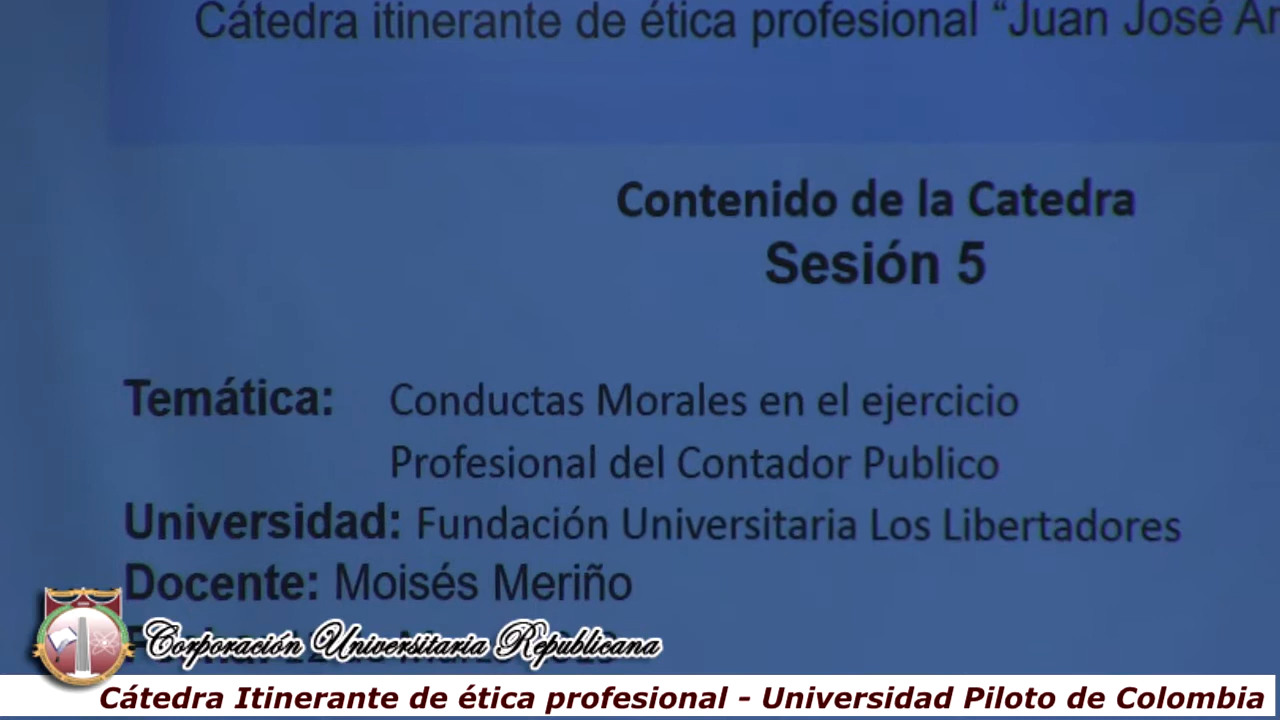 Cátedra itinerante de ética profesional “Juan José
Contenido de la Catedra
Sesión 5
Temática: Conductas Morales en el ejercicio
Profesional del Contador Publico
Universidad: Fundación Universitaria Los Libertadores
Docente: Moisés Meriño
Corporación Universitaria Republicana
Cátedra Itinerante de ética profesional - Universidad Piloto de Colombia